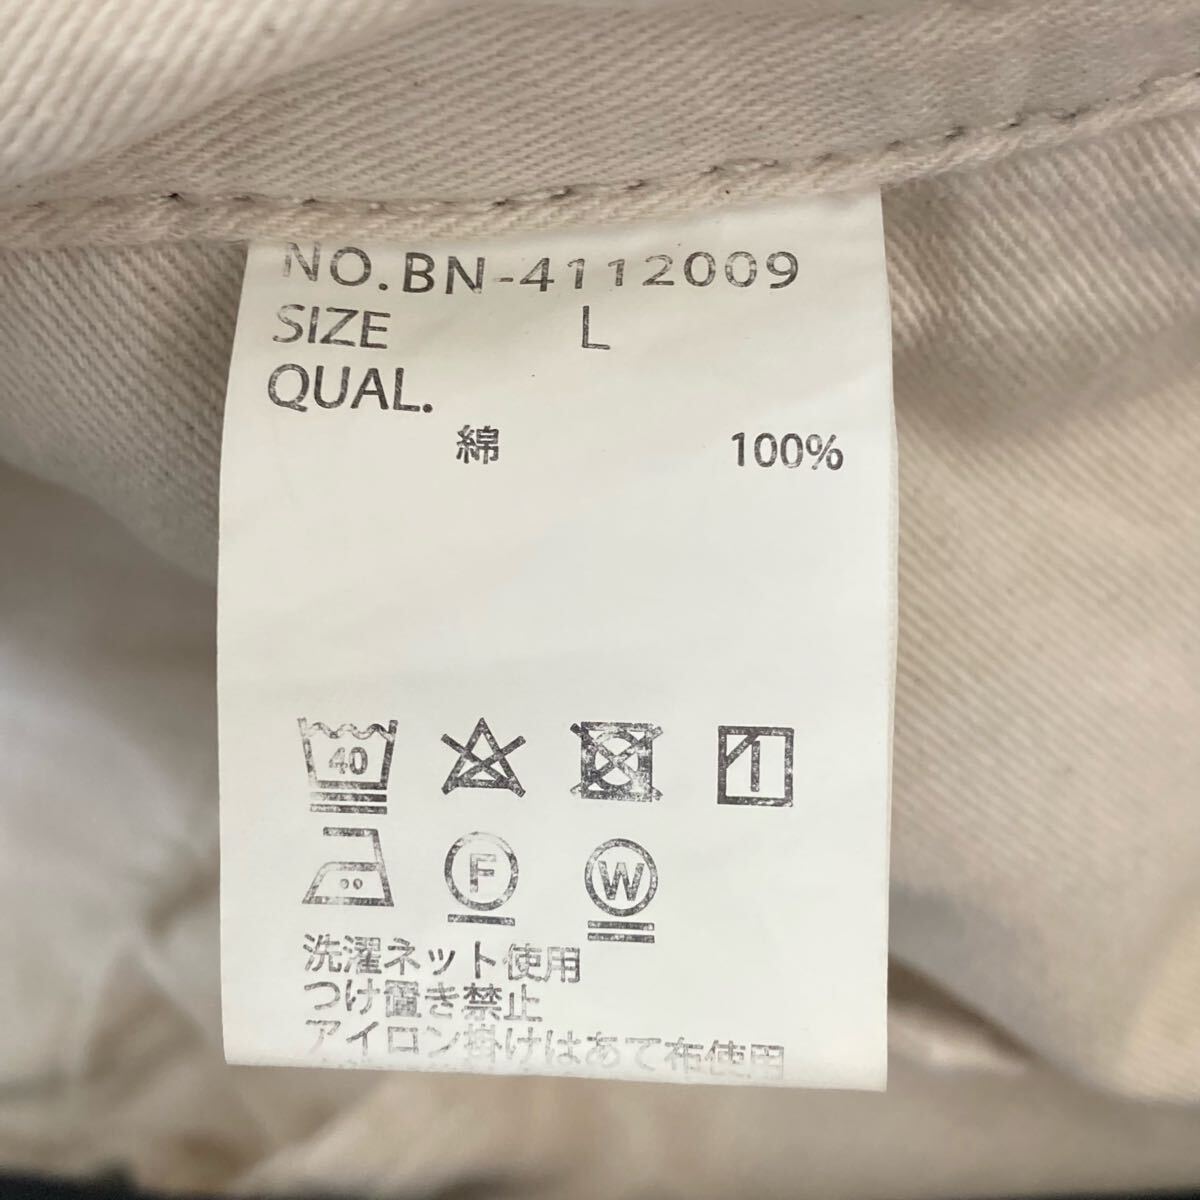 NO.BN-4112009
SIZE L
QUAL.
綿 100%
40
F W
洗濯ネット使用
つけ置き禁止
アイロン掛けはあて布使用